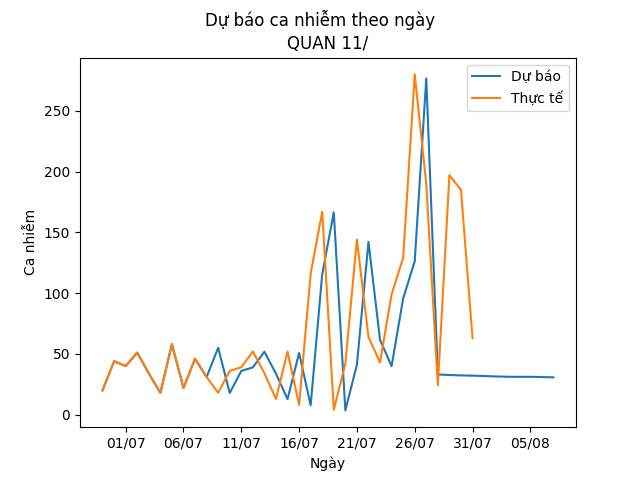 Dự báo ca nhiễm theo ngày
QUAN 11/
Dự báo
Thực tế
Ca nhiễm
250
200
150
100
50
0
01/07 06/07 11/07 16/07 21/07 26/07 31/07 05/08
Ngày